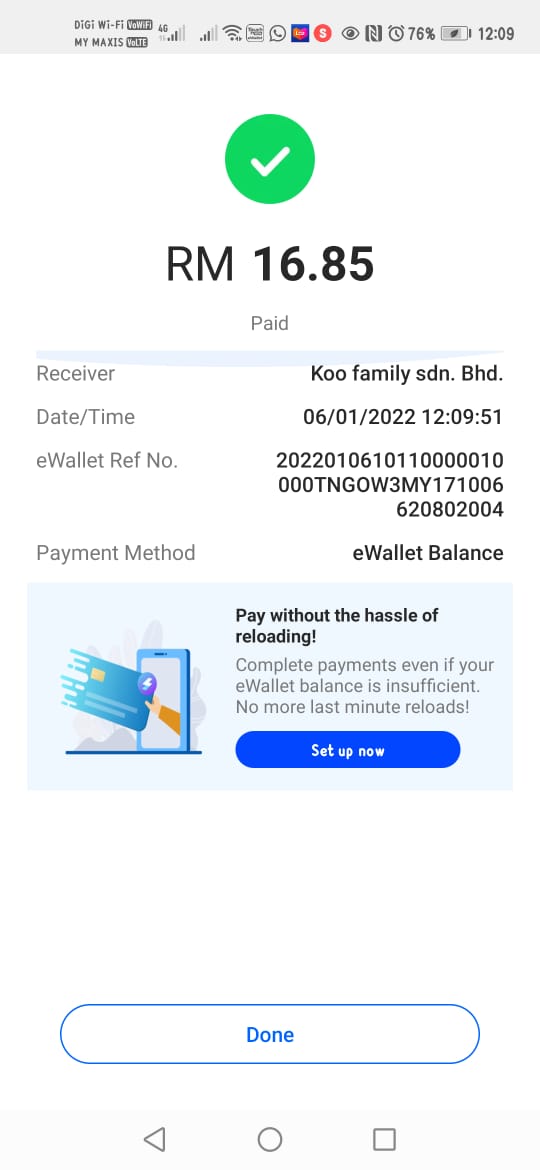 DiGi Wi-Fi VoWiFi
MY MAXIS VoLTE
4G
76%
12:09
RM 16.85
Paid
Receiver Koo family sdn. Bhd.
Date/Time 06/01/2022 12:09:51
eWallet Ref No. 2022010610110000010
000TNGOW3MY171006
620802004
Payment Method eWallet Balance
Pay without the hassle of
reloading!
Complete payments even if your
eWallet balance is insufficient.
No more last minute reloads!
Set up now
Done